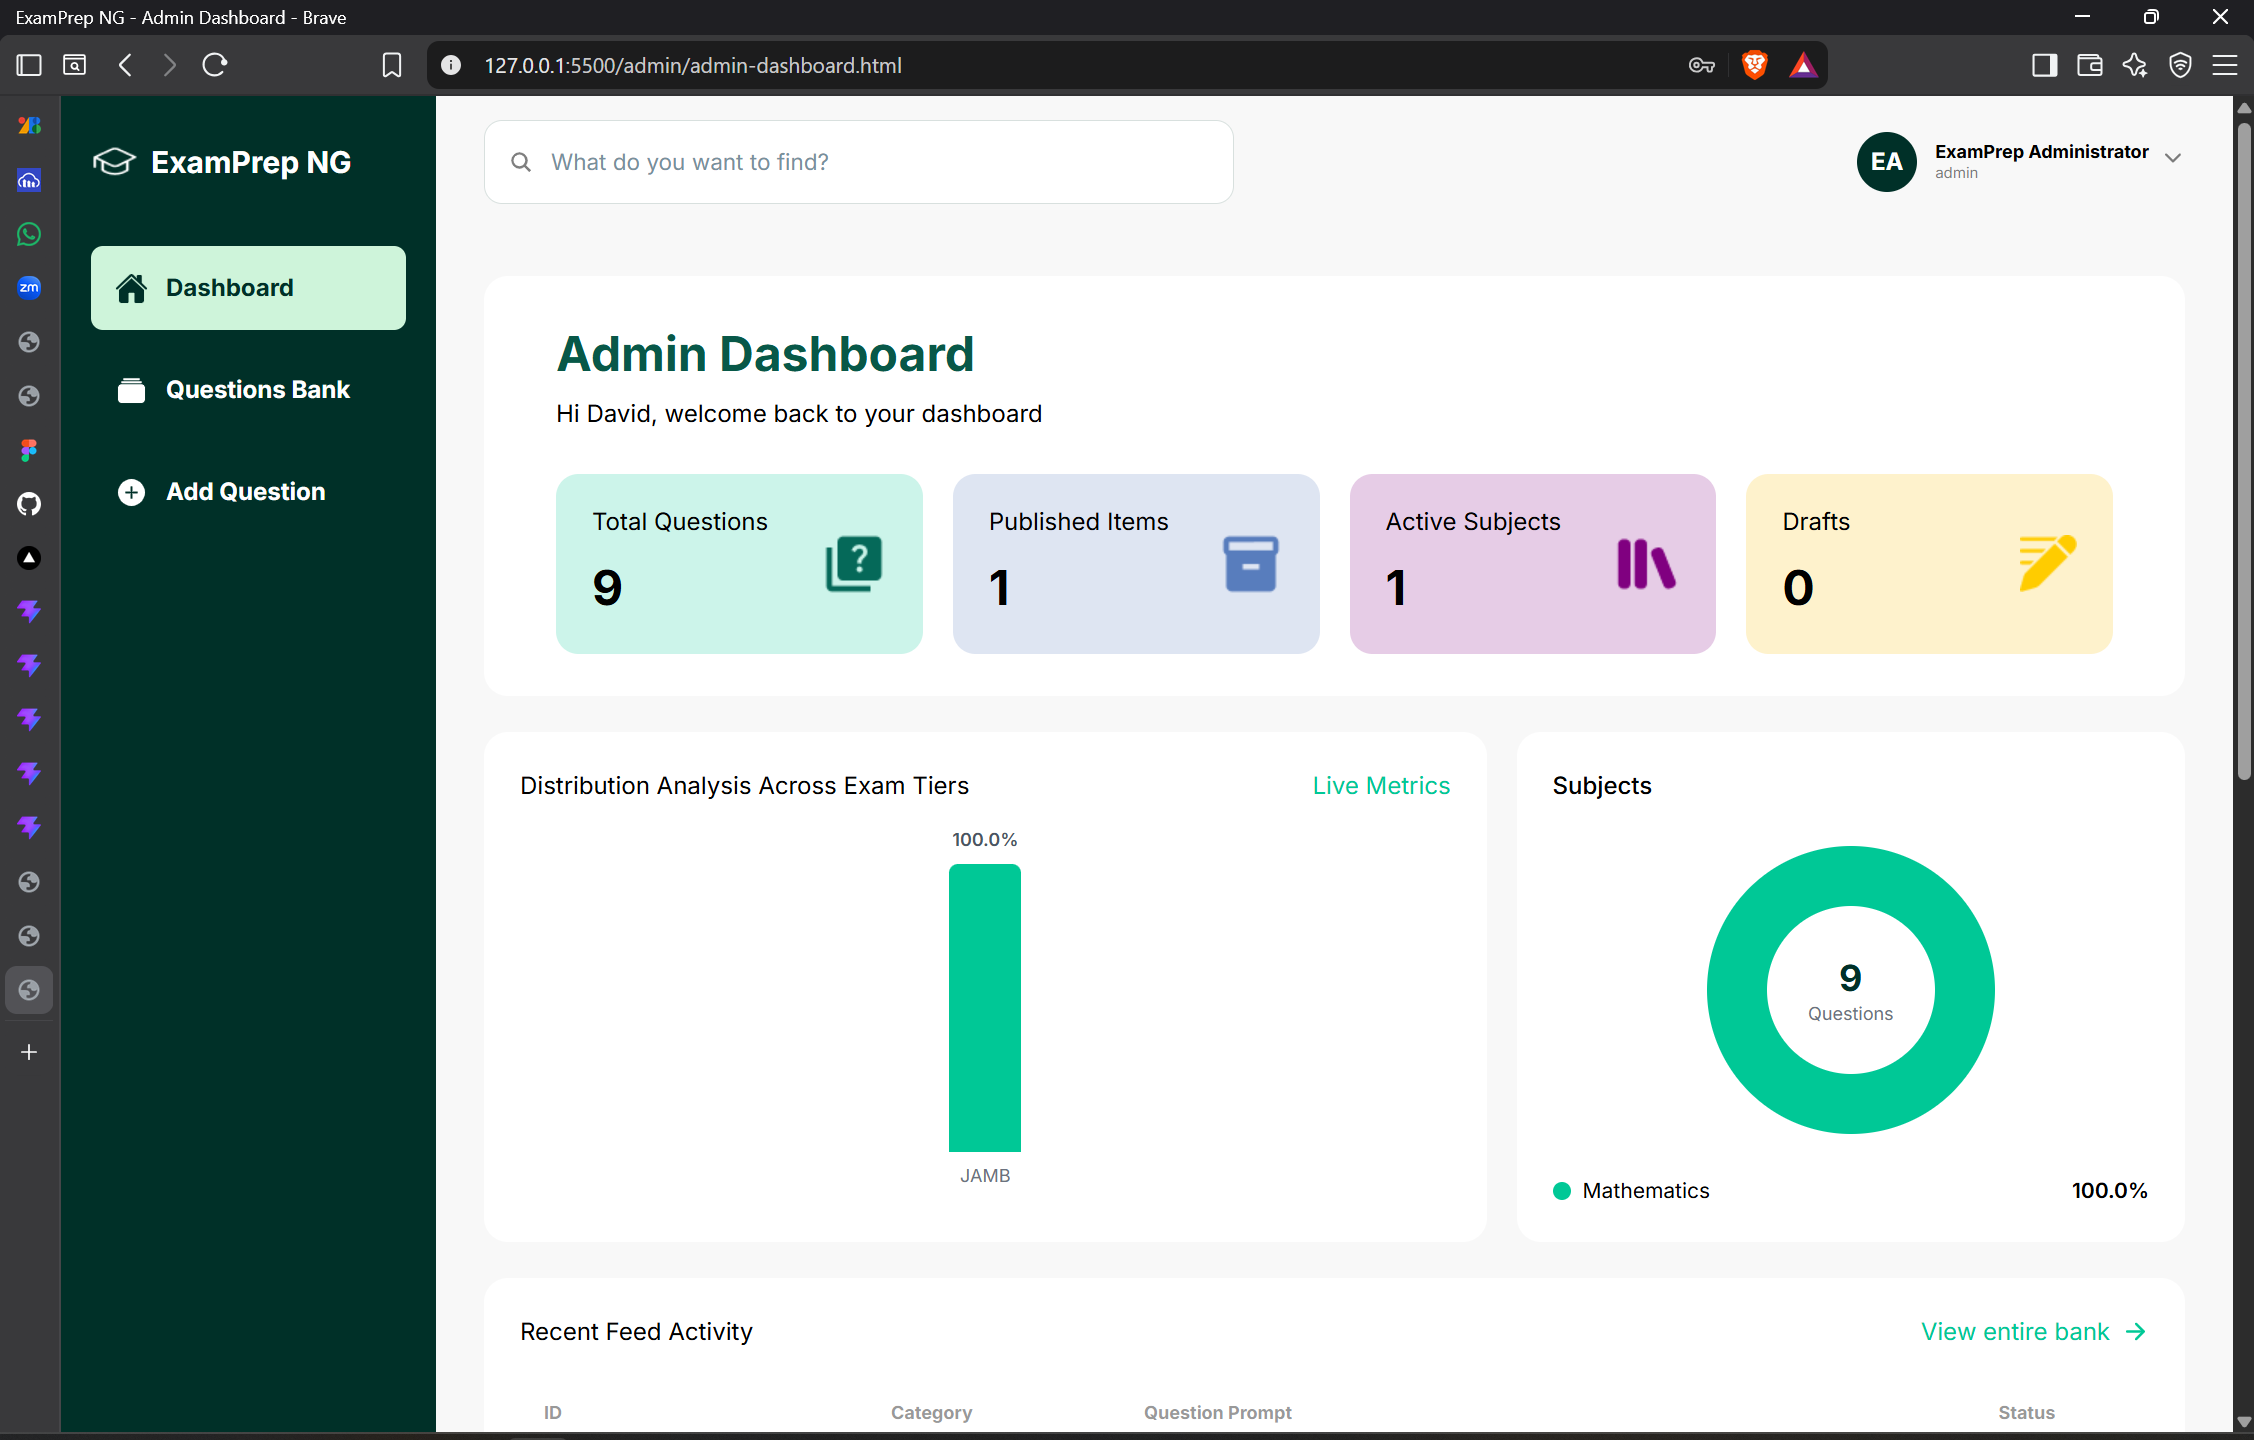 ExamPrep NG - Admin Dashboard - Brave
127.0.0.1:5500/admin/admin-dashboard.html
zm
ExamPrep NG
Dashboard
Questions Bank
Add Question
What do you want to find?
EA
ExamPrep Administrator
admin
Admin Dashboard
Hi David, welcome back to your dashboard
Total Questions
9
?
Published Items
1
Active Subjects
1
Drafts
0
Distribution Analysis Across Exam Tiers
Live Metrics
100.0%
JAMB
Subjects
9
Questions
Mathematics
100.0%
Recent Feed Activity
View entire bank →
ID
Category
Question Prompt
Status